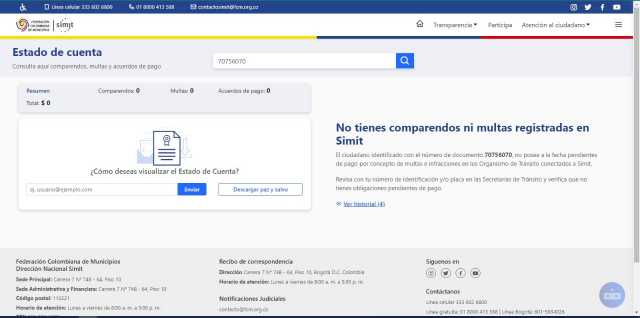 Línea celular 333 602 6800 01 8000 413 588 contactosimit@fcm.org.co
FEDERACIÓN COLOMBIANA DE MUNICIPIOS simit
Transparencia Participa Atención al ciudadano
Estado de cuenta
Consulta aquí comparendos, multas y acuerdos de pago
70756070
Resumen Comparendos: 0 Multas: 0 Acuerdos de pago: 0
Total: $ 0
¿Cómo deseas visualizar el Estado de Cuenta?
ej. usuario@ejemplo.com Enviar Descargar paz y salvo
No tienes comparendos ni multas registradas en
Simit
El ciudadano identificado con el número de documento 70756070, no posee a la fecha pendientes
de pago por concepto de multas e infracciones en los Organismo de Tránsito conectados a Simit.
Revisa con tu número de identificación y/o placa en las Secretarías de Tránsito y verifica que no
tienes obligaciones pendientes de pago.
Ver historial (4)
Federación Colombiana de Municipios
Dirección Nacional Simit
Sede Principal: Carrera 7 Nº 74B - 64, Piso 10
Sede Administrativa y Financiera: Carrera 7 Nº 74B - 64, Piso 10
Código postal: 110221
Horario de atención: Lunes a viernes de 8:00 a. m. a 5:00 p. m.
Recibo de correspondencia
Dirección Carrera 7 Nº 74B - 64, Piso 10, Bogotá D.C. Colombia
Horario de atención: Lunes a viernes de 8:00 a. m. a 5:00 p. m.
Notificaciones Judiciales
contacto@fcm.org.co
Síguenos en
Contáctanos
Línea celular 333 602 6800
Línea gratuita: 01 8000 413 588 | Línea Bogotá: 601-5934026